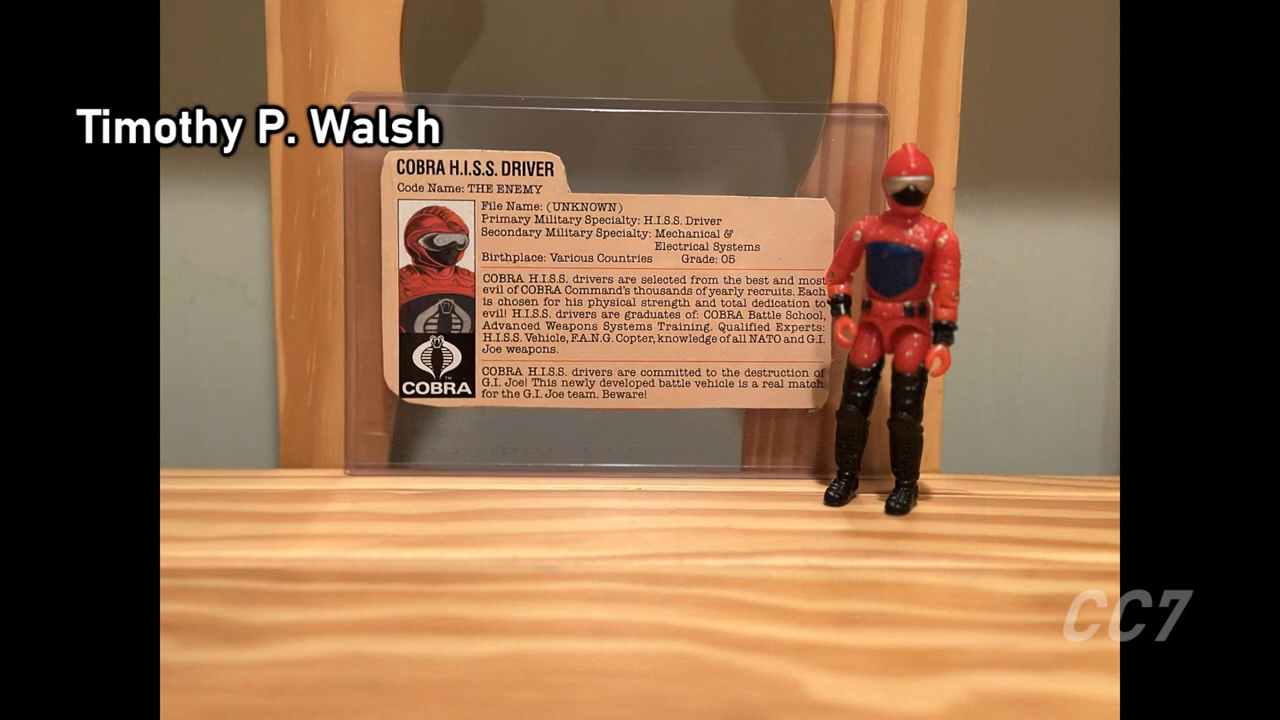 Timothy P. Walsh
COBRA H.I.S.S. DRIVER
Code Name: THE ENEMY
File Name: (UNKNOWN)
Primary Military Specialty: H.I.S.S. Driver
Secondary Military Specialty: Mechanical &
Electrical Systems
Birthplace: Various Countries Grade: 05
COBRA H.I.S.S. drivers are selected from the best and most
evil of COBRA Command's thousands of yearly recruits. Each
is chosen for his physical strength and total dedication to
evil! H.I.S.S. drivers are graduates of: COBRA Battle School,
Advanced Weapons Systems Training, Qualified Experts:
H.I.S.S. Vehicle, F.A.N.G. Copter, knowledge of all NATO and G.I.
Joe weapons.
COBRA H.I.S.S. drivers are committed to the destruction of
G.I. Joe! This newly developed battle vehicle is a real match
for the G.I. Joe team. Beware!
TM
COBRA
CC7